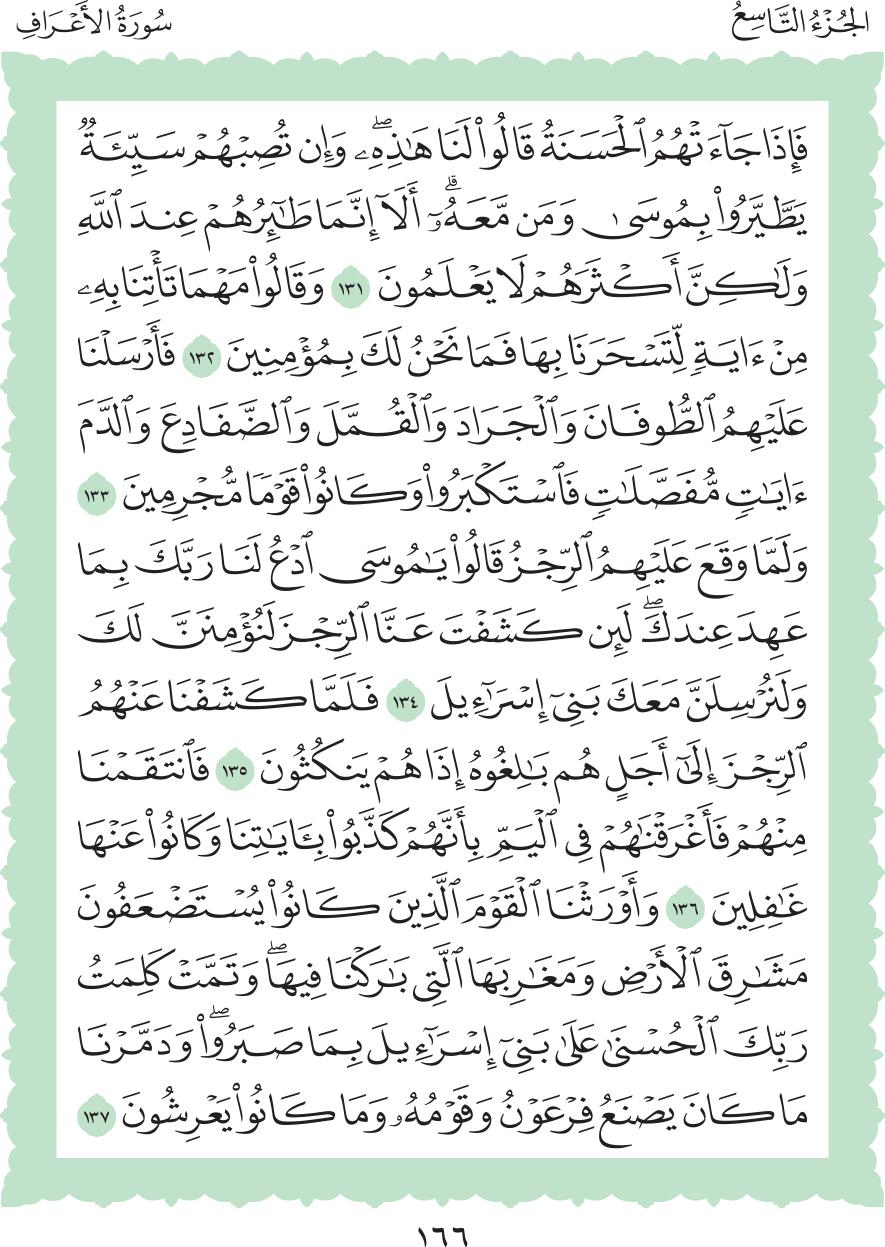 الجُزْءُ التَّاسِعُ
سُورَةُ الأَعْرَافِ
فَإِذَا جَآءَتْهُمُ ٱلْحَسَنَةُ قَالُوا۟ لَنَا هَـٰذِهِۦۖ وَإِن تُصِبْهُمْ سَيِّئَةٌۭ
يَطَّيَّرُوا۟ بِمُوسَىٰ وَمَن مَّعَهُۥٓۗ أَلَآ إِنَّمَا طَـٰٓئِرُهُمْ عِندَ ٱللَّهِ
وَلَـٰكِنَّ أَكْثَرَهُمْ لَا يَعْلَمُونَ ١٣١ وَقَالُوا۟ مَهْمَا تَأْتِنَا بِهِۦ
مِنْ ءَايَةٍۢ لِّتَسْحَرَنَا بِهَا فَمَا نَحْنُ لَكَ بِمُؤْمِنِينَ ١٣٢ فَأَرْسَلْنَا
عَلَيْهِمُ ٱلطُّوفَانَ وَٱلْجَرَادَ وَٱلْقُمَّلَ وَٱلضَّفَادِعَ وَٱلدَّمَ
ءَايَـٰتٍۢ مُّفَصَّلَـٰتٍۢ فَٱسْتَكْبَرُوا۟ وَكَانُوا۟ قَوْمًۭا مُّجْرِمِينَ ١٣٣
وَلَمَّا وَقَعَ عَلَيْهِمُ ٱلرِّجْزُ قَالُوا۟ يَـٰمُوسَى ٱدْعُ لَنَا رَبَّكَ بِمَا
عَهِدَ عِندَكَۖ لَئِن كَشَفْتَ عَنَّا ٱلرِّجْزَ لَنُؤْمِنَنَّ لَكَ
وَلَنُرْسِلَنَّ مَعَكَ بَنِىٓ إِسْرَٰٓءِيلَ ١٣٤ فَلَمَّا كَشَفْنَا عَنْهُمُ
ٱلرِّجْزَ إِلَىٰٓ أَجَلٍ هُم بَـٰلِغُوهُ إِذَا هُمْ يَنكُثُونَ ١٣٥ فَٱنتَقَمْنَا
مِنْهُمْ فَأَغْرَقْنَـٰهُمْ فِى ٱلْيَمِّ بِأَنَّهُمْ كَذَّبُوا۟ بِـَٔايَـٰتِنَا وَكَانُوا۟ عَنْهَا
غَـٰفِلِينَ ١٣٦ وَأَوْرَثْنَا ٱلْقَوْمَ ٱلَّذِينَ كَانُوا۟ يُسْتَضْعَفُونَ
مَشَـٰرِقَ ٱلْأَرْضِ وَمَغَـٰرِبَهَا ٱلَّتِى بَـٰرَكْنَا فِيهَاۖ وَتَمَّتْ كَلِمَتُ
رَبِّكَ ٱلْحُسْنَىٰ عَلَىٰ بَنِىٓ إِسْرَٰٓءِيلَ بِمَا صَبَرُوا۟ۖ وَدَمَّرْنَا
مَا كَانَ يَصْنَعُ فِرْعَوْنُ وَقَوْمُهُۥ وَمَا كَانُوا۟ يَعْرِشُونَ ١٣٧
١٦٦